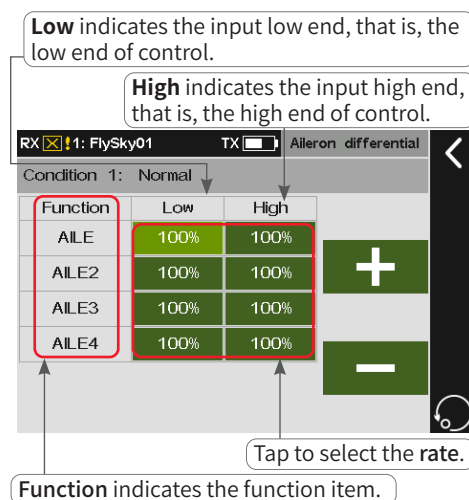 Low indicates the input low end, that is, the
low end of control.
High indicates the input high end,
that is, the high end of control.
RX ! 1: FlySky01 TX Aileron differential
Condition 1: Normal
Function Low High
AILE 100% 100%
AILE2 100% 100%
AILE3 100% 100%
AILE4 100% 100%
Tap to select the rate.
Function indicates the function item.